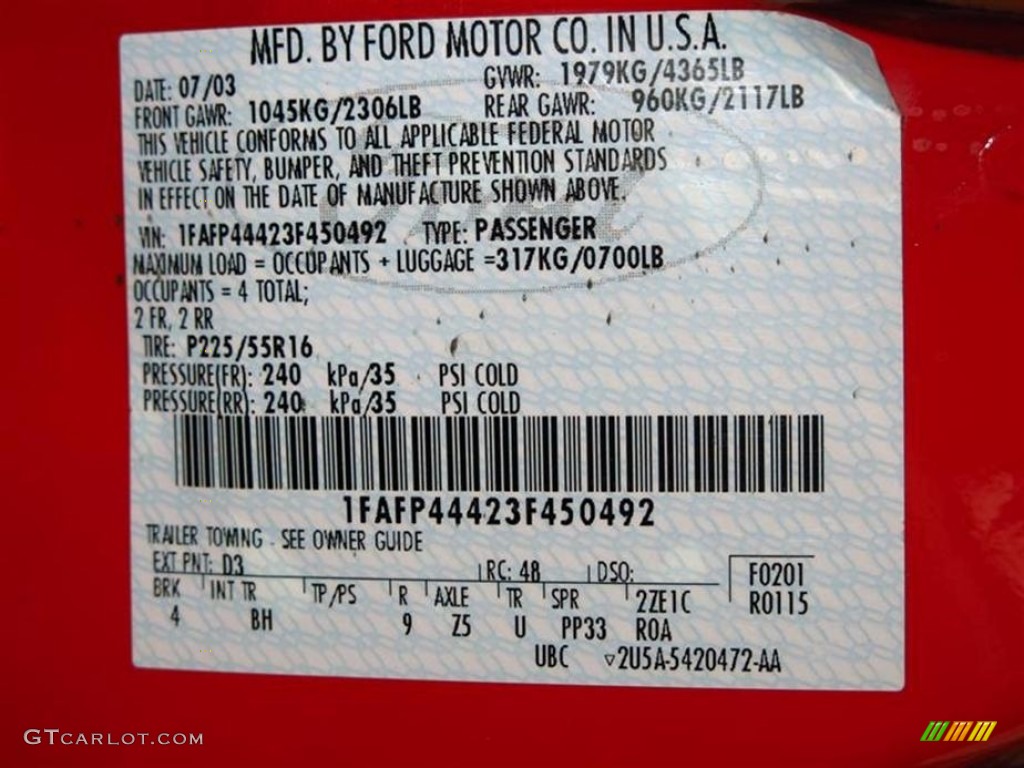 MFD. BY FORD MOTOR CO. IN U.S.A.
DATE: 07/03 GVWR: 1979KG/4365LB
FRONT GAWR: 1045KG/2306LB REAR GAWR: 960KG/2117LB
THIS VEHICLE CONFORMS TO ALL APPLICABLE FEDERAL MOTOR
VEHICLE SAFETY, BUMPER, AND THEFT PREVENTION STANDARDS
IN EFFECT ON THE DATE OF MANUFACTURE SHOWN ABOVE.
VIN: 1FAFP44423F450492 TYPE: PASSENGER
MAXIMUM LOAD = OCCUPANTS + LUGGAGE =317KG/0700LB
OCCUPANTS = 4 TOTAL;
2 FR, 2 RR
TIRE: P225/55R16
PRESSURE(FR): 240 kPa/35 PSI COLD
PRESSURE(RR): 240 kPa/35 PSI COLD
1FAFP44423F450492
TRAILER TOWING - SEE OWNER GUIDE
EXT PNT: D3 RC: 48 DSO: F0201
BRK INT TR TP/PS R AXLE TR SPR 2ZE1C R0115
4 BH 9 Z5 U PP33 ROA
UBC ▽2U5A-5420472-AA
GTCARLOT.COM